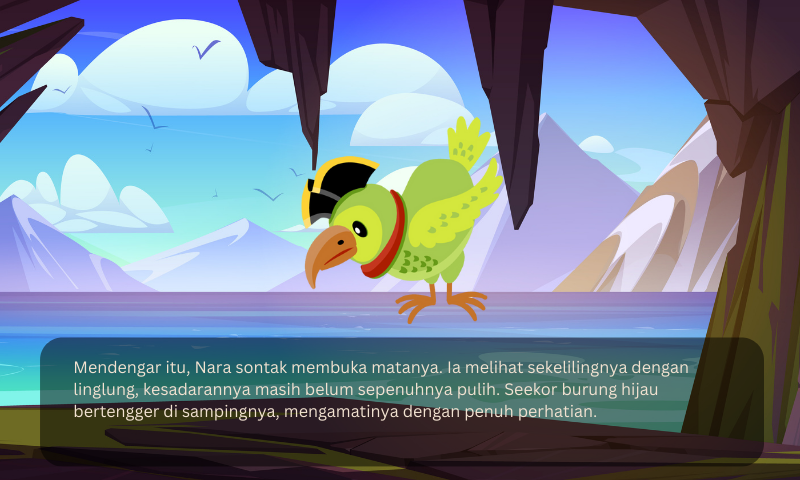 Mendengar itu, Nara sontak membuka matanya. Ia melihat sekelilingnya dengan
linglung, kesadarannya masih belum sepenuhnya pulih. Seekor burung hijau
bertengger di sampingnya, mengamatinya dengan penuh perhatian.